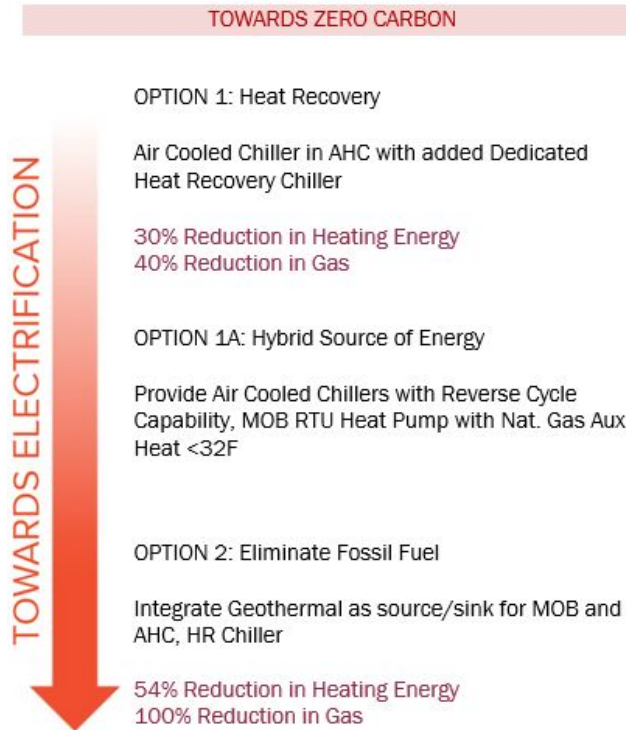 TOWARDS ZERO CARBON
TOWARDS ELECTRIFICATION
OPTION 1: Heat Recovery
Air Cooled Chiller in AHC with added Dedicated
Heat Recovery Chiller
30% Reduction in Heating Energy
40% Reduction in Gas
OPTION 1A: Hybrid Source of Energy
Provide Air Cooled Chillers with Reverse Cycle
Capability, MOB RTU Heat Pump with Nat. Gas Aux
Heat <32F
OPTION 2: Eliminate Fossil Fuel
Integrate Geothermal as source/sink for MOB and
AHC, HR Chiller
54% Reduction in Heating Energy
100% Reduction in Gas